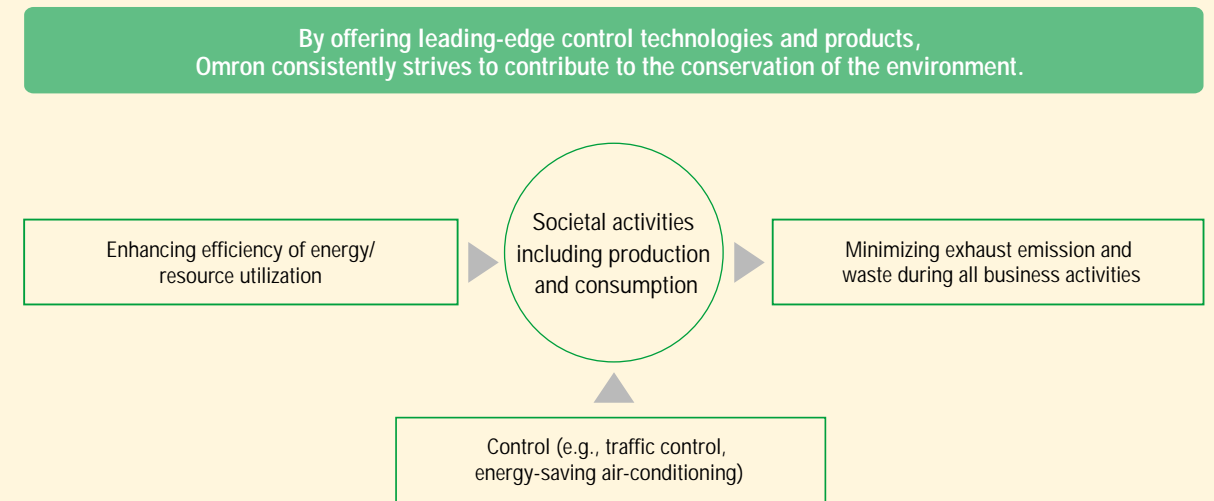 By offering leading-edge control technologies and products,
Omron consistently strives to contribute to the conservation of the environment.
Enhancing efficiency of energy/
resource utilization
Societal activities
including production
and consumption
Minimizing exhaust emission and
waste during all business activities
Control (e.g., traffic control,
energy-saving air-conditioning)